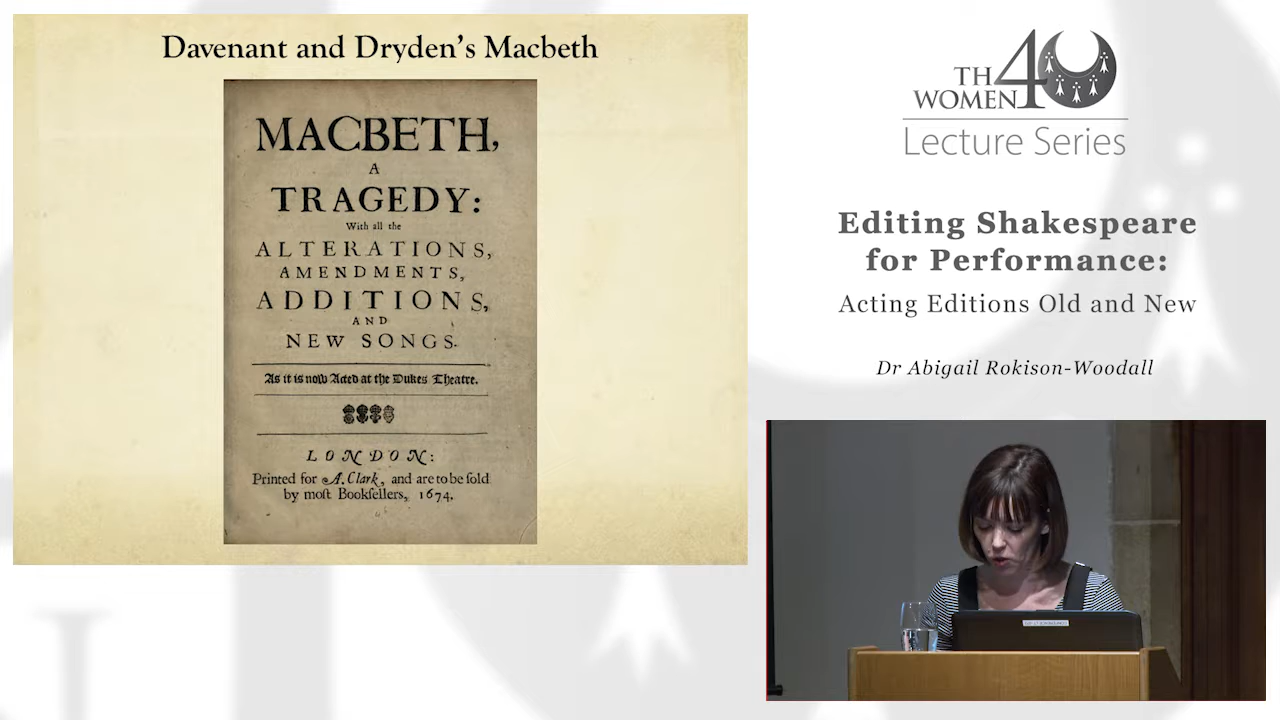 Davenant and Dryden's Macbeth
MACBETH,
A
TRAGEDY:
With all the
ALTERATIONS,
AMENDMENTS,
ADDITIONS,
AND
NEW SONGS.
As it is now Acted at the Dukes Theatre.
LONDON:
Printed for A. Clark, and are to be ſold
by moſt Bookſellers, 1674.
TH 40
WOMEN
Lecture Series
Editing Shakespeare
for Performance:
Acting Editions Old and New
Dr Abigail Rokison-Woodall